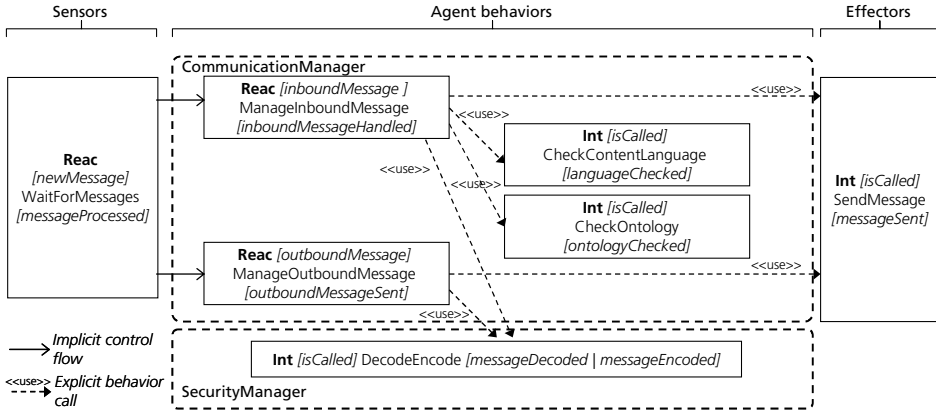 Sensors
Agent behaviors
Effectors
CommunicationManager
Reac [inboundMessage ]
ManageInboundMessage
[inboundMessageHandled]
<<use>>
<<use>>
Int [isCalled]
CheckContentLanguage
[languageChecked]
<<use>>
<<use>>
Reac
[newMessage]
WaitForMessages
[messageProcessed]
Int [isCalled]
SendMessage
[messageSent]
Int [isCalled]
CheckOntology
[ontologyChecked]
Reac [outboundMessage]
ManageOutboundMessage
[outboundMessageSent]
<<use>>
<<use>>
Implicit control
flow
<<use>> Explicit behavior
call
Int [isCalled] DecodeEncode [messageDecoded | messageEncoded]
SecurityManager